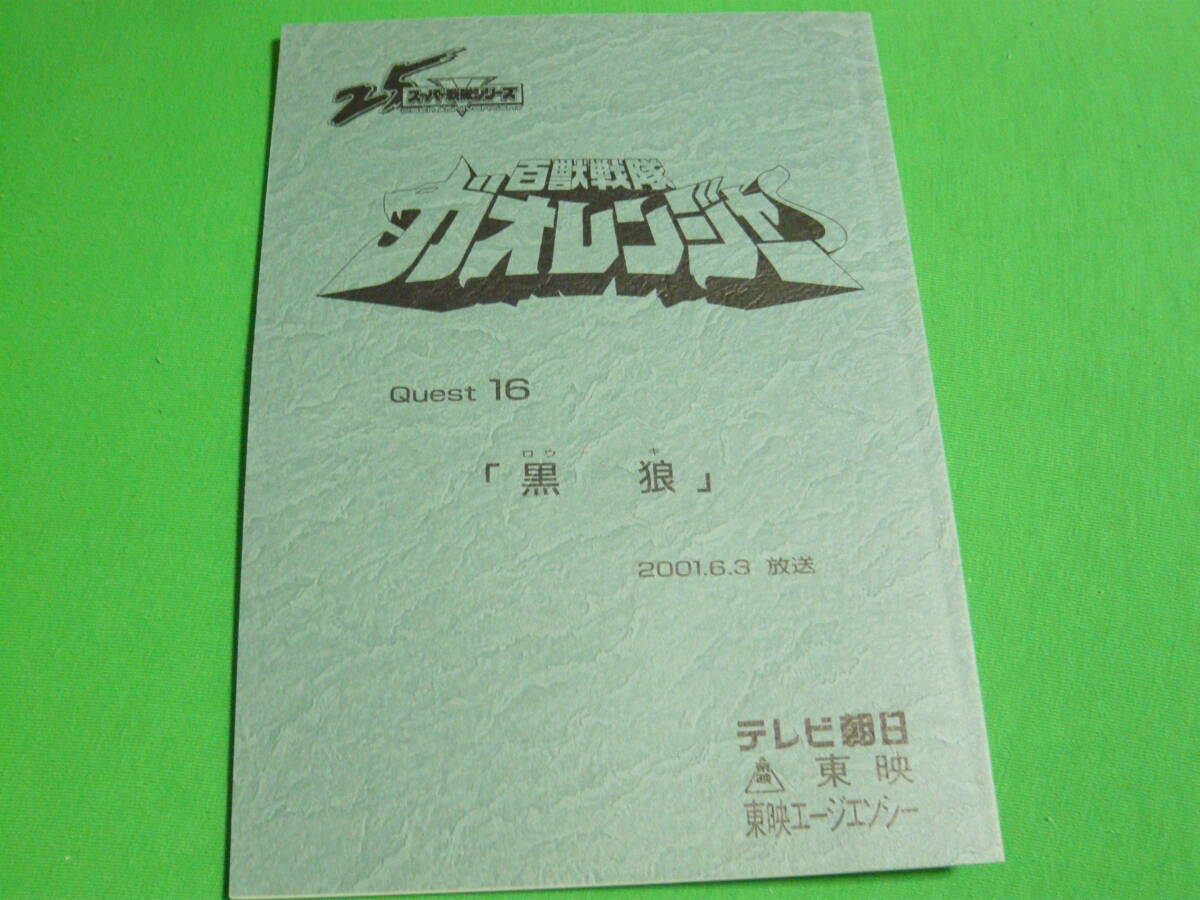 25 スーパー戦隊シリーズ
百獣戦隊
ガオレンジャー
Quest 16
ロウ キ
「黒 狼」
2001.6.3 放送
テレビ朝日
東映 東映
東映エージエンシー